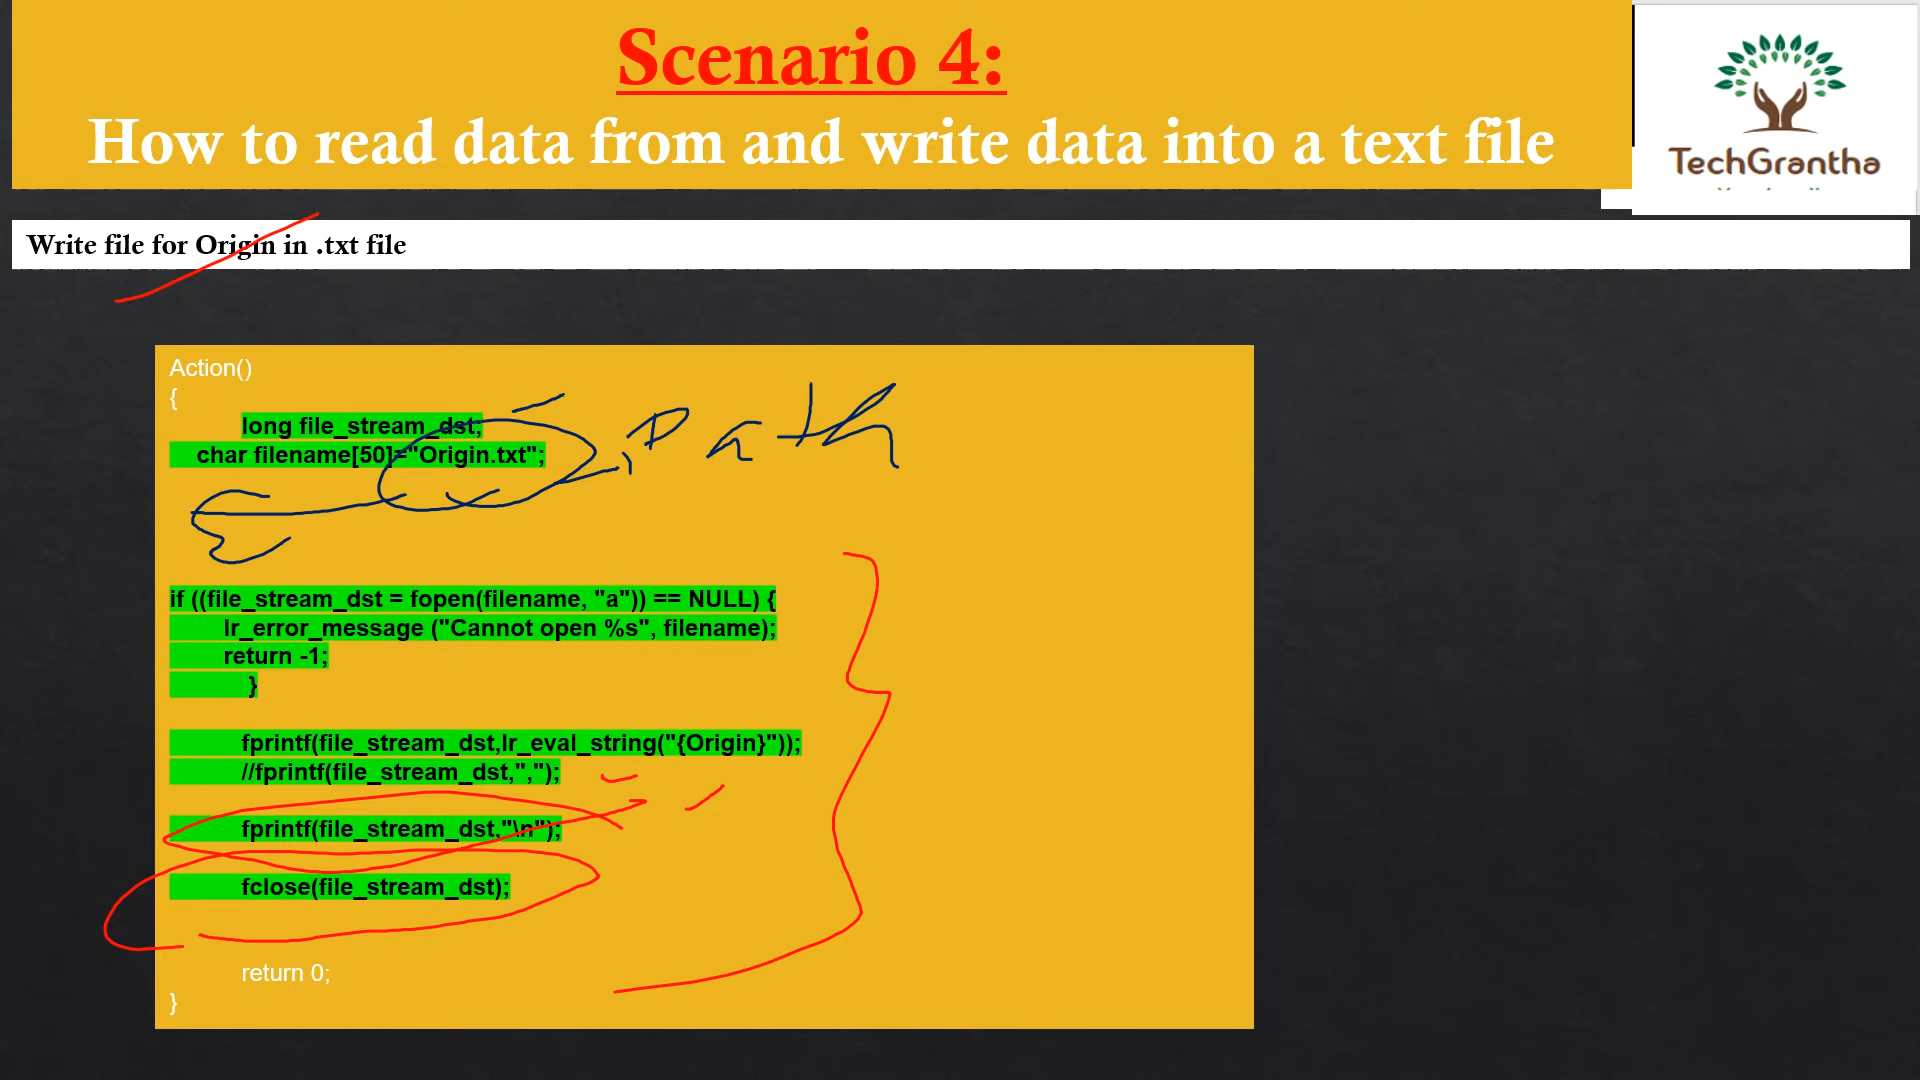 Scenario 4:
How to read data from and write data into a text file
TechGrantha
Write file for Origin in .txt file
Action()
{
long file_stream_dst;
char filename[50]="Origin.txt";
Path
if ((file_stream_dst = fopen(filename, "a")) == NULL) {
lr_error_message ("Cannot open %s", filename);
return -1;
}
fprintf(file_stream_dst,lr_eval_string("{Origin}"));
//fprintf(file_stream_dst,",");
fprintf(file_stream_dst,"\n");
fclose(file_stream_dst);
return 0;
}